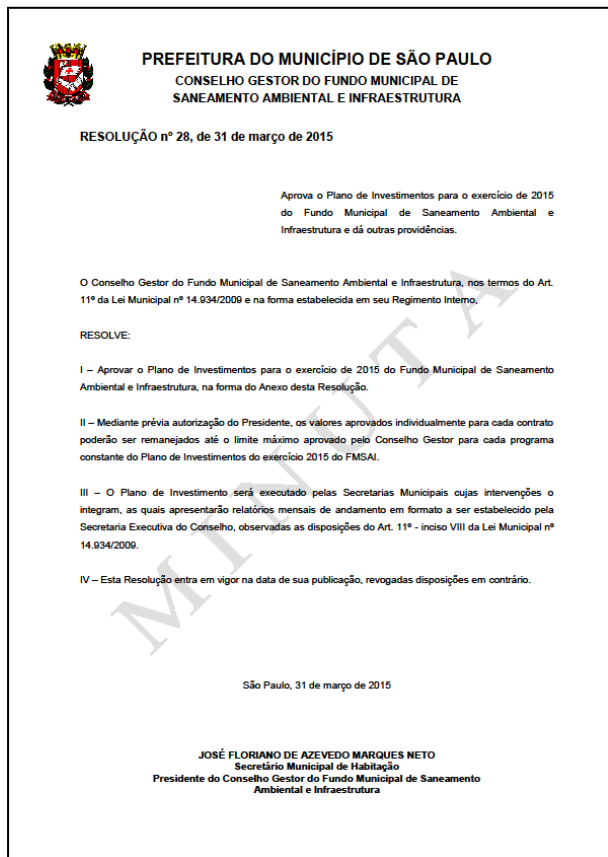 PREFEITURA DO MUNICÍPIO DE SÃO PAULO
CONSELHO GESTOR DO FUNDO MUNICIPAL DE
SANEAMENTO AMBIENTAL E INFRAESTRUTURA
RESOLUÇÃO nº 28, de 31 de março de 2015
Aprova o Plano de Investimentos para o exercício de 2015
do Fundo Municipal de Saneamento Ambiental e
Infraestrutura e dá outras providências.
O Conselho Gestor do Fundo Municipal de Saneamento Ambiental e Infraestrutura, nos termos do Art.
11º da Lei Municipal nº 14.934/2009 e na forma estabelecida em seu Regimento Interno,
RESOLVE:
I – Aprovar o Plano de Investimentos para o exercício de 2015 do Fundo Municipal de Saneamento
Ambiental e Infraestrutura, na forma do Anexo desta Resolução.
II – Mediante prévia autorização do Presidente, os valores aprovados individualmente para cada contrato
poderão ser remanejados até o limite máximo aprovado pelo Conselho Gestor para cada programa
constante do Plano de Investimentos do exercício 2015 do FMSAI.
III – O Plano de Investimento será executado pelas Secretarias Municipais cujas intervenções o
integram, as quais apresentarão relatórios mensais de andamento em formato a ser estabelecido pela
Secretaria Executiva do Conselho, observadas as disposições do Art. 11º - inciso VIII da Lei Municipal nº
14.934/2009.
IV – Esta Resolução entra em vigor na data de sua publicação, revogadas disposições em contrário.
MINUTA
São Paulo, 31 de março de 2015
JOSÉ FLORIANO DE AZEVEDO MARQUES NETO
Secretário Municipal de Habitação
Presidente do Conselho Gestor do Fundo Municipal de Saneamento
Ambiental e Infraestrutura